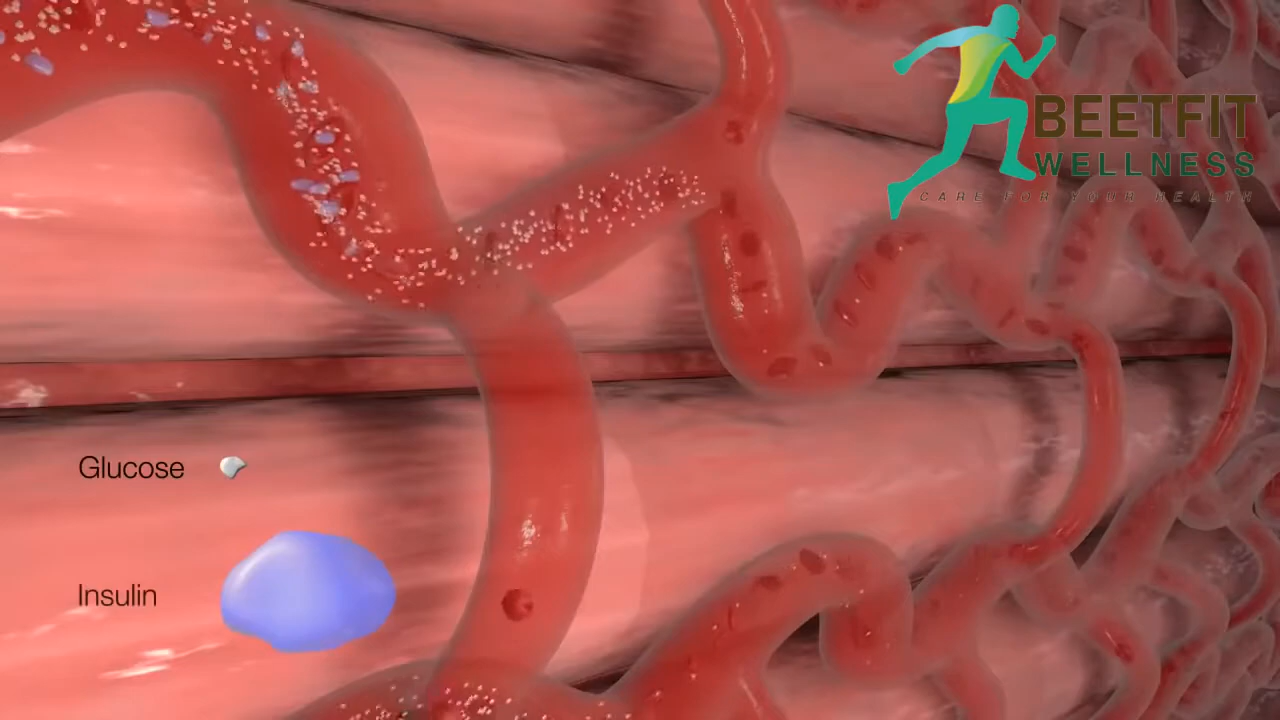 BEETFIT
WELLNESS
CARE FOR YOUR HEALTH
Glucose
Insulin